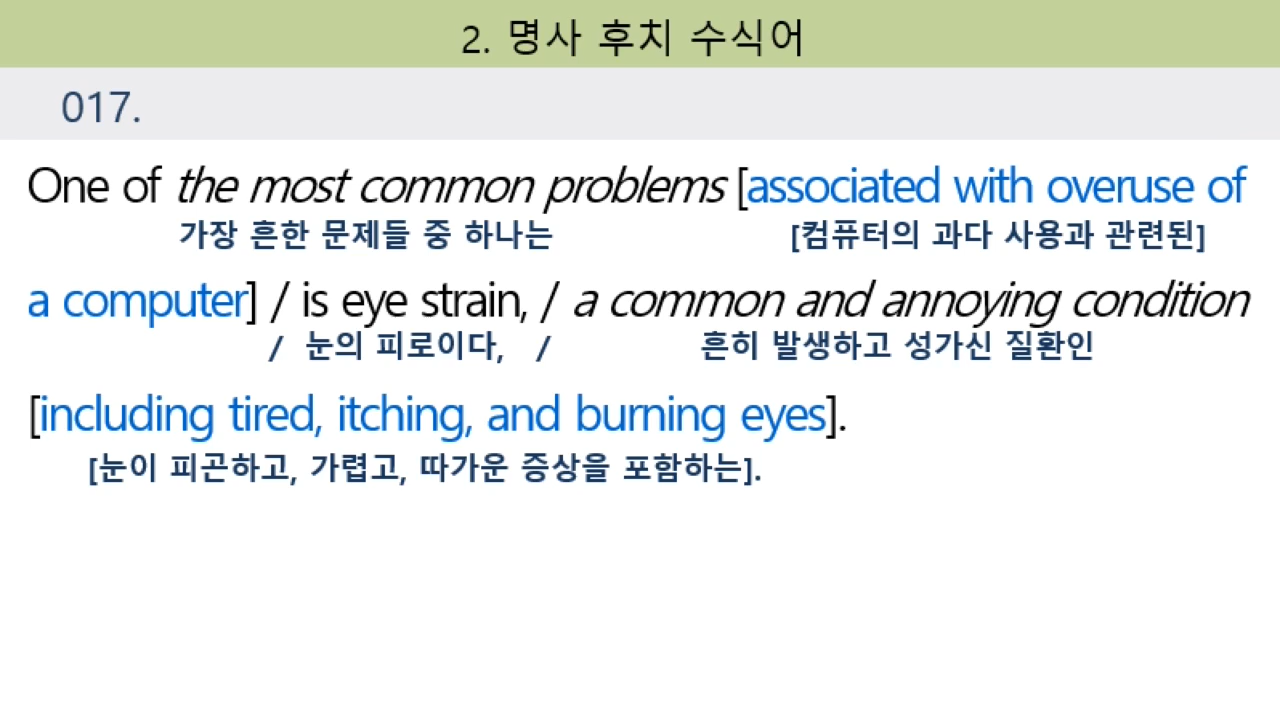 2. 명사 후치 수식어
017.
One of the most common problems [associated with overuse of
가장 흔한 문제들 중 하나는 [컴퓨터의 과다 사용과 관련된]
a computer] / is eye strain, / a common and annoying condition
/ 눈의 피로이다, / 흔히 발생하고 성가신 질환인
[including tired, itching, and burning eyes].
[눈이 피곤하고, 가렵고, 따가운 증상을 포함하는].